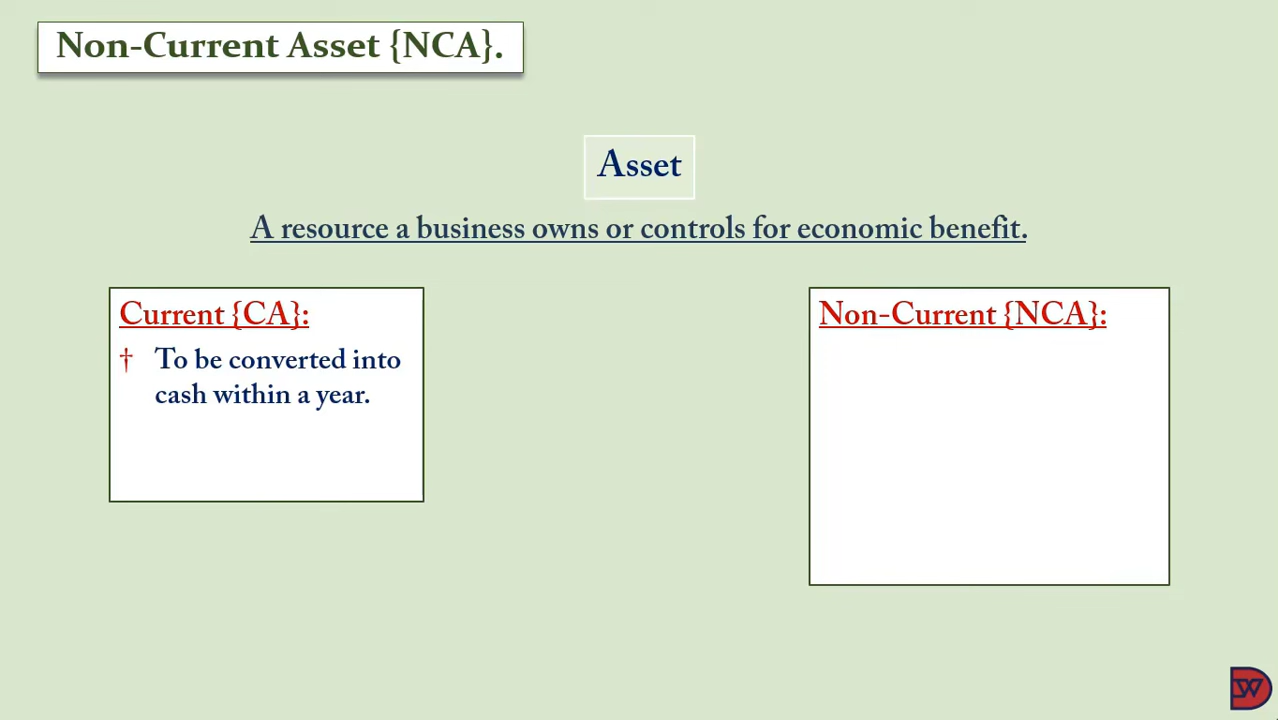 Non-Current Asset {NCA}.
Asset
A resource a business owns or controls for economic benefit.
Current {CA}:
† To be converted into
cash within a year.
Non-Current {NCA}:
DW